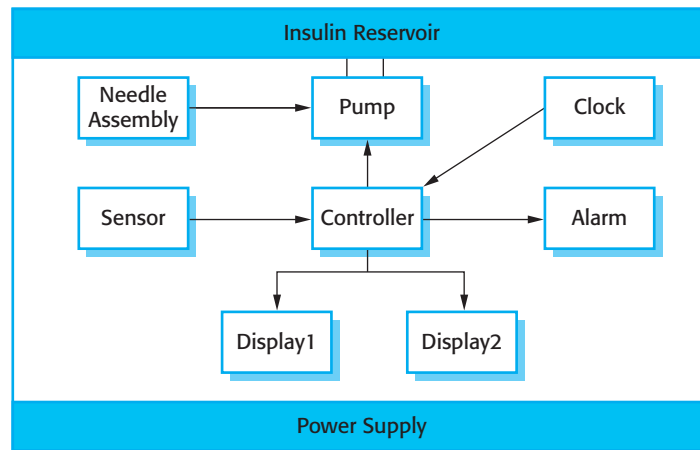 Insulin Reservoir
Needle
Assembly
Pump
Clock
Sensor
Controller
Alarm
Display1
Display2
Power Supply